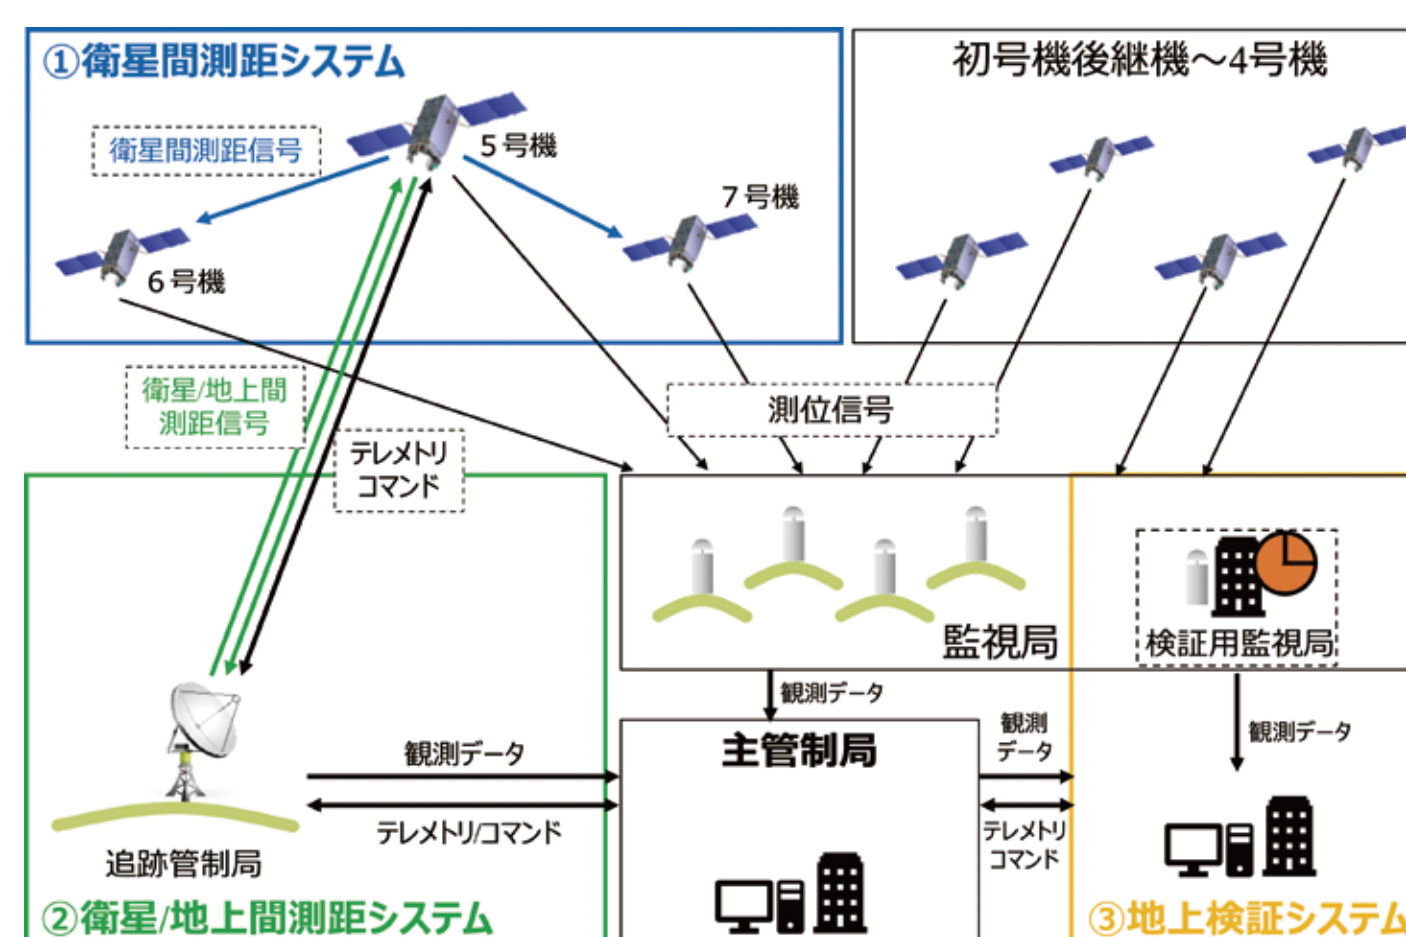 ①衛星間測距システム
初号機後継機～4号機
衛星間測距信号
5号機
7号機
6号機
衛星/地上間
測距信号
測位信号
テレメトリ
コマンド
監視局
検証用監視局
観測データ
観測データ
主管制局
観測
データ
観測データ
テレメトリ/コマンド
テレメトリ
コマンド
追跡管制局
②衛星/地上間測距システム
③地上検証システム